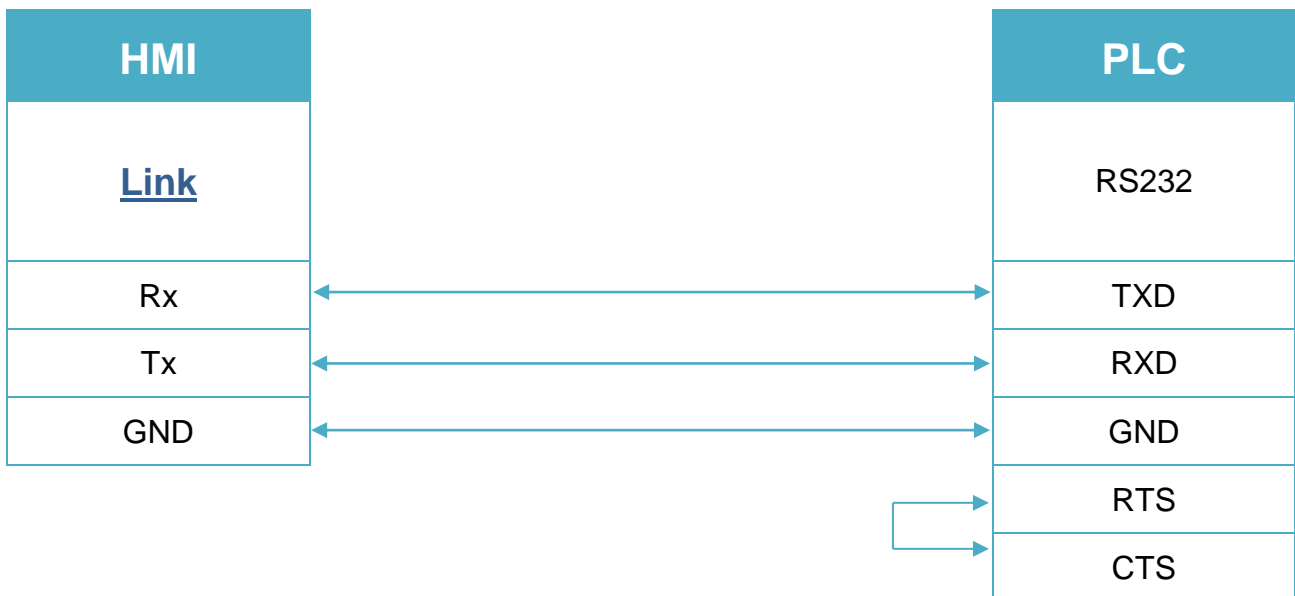 HMI
PLC
Link
RS232
Rx
TXD
Tx
RXD
GND
GND
RTS
CTS